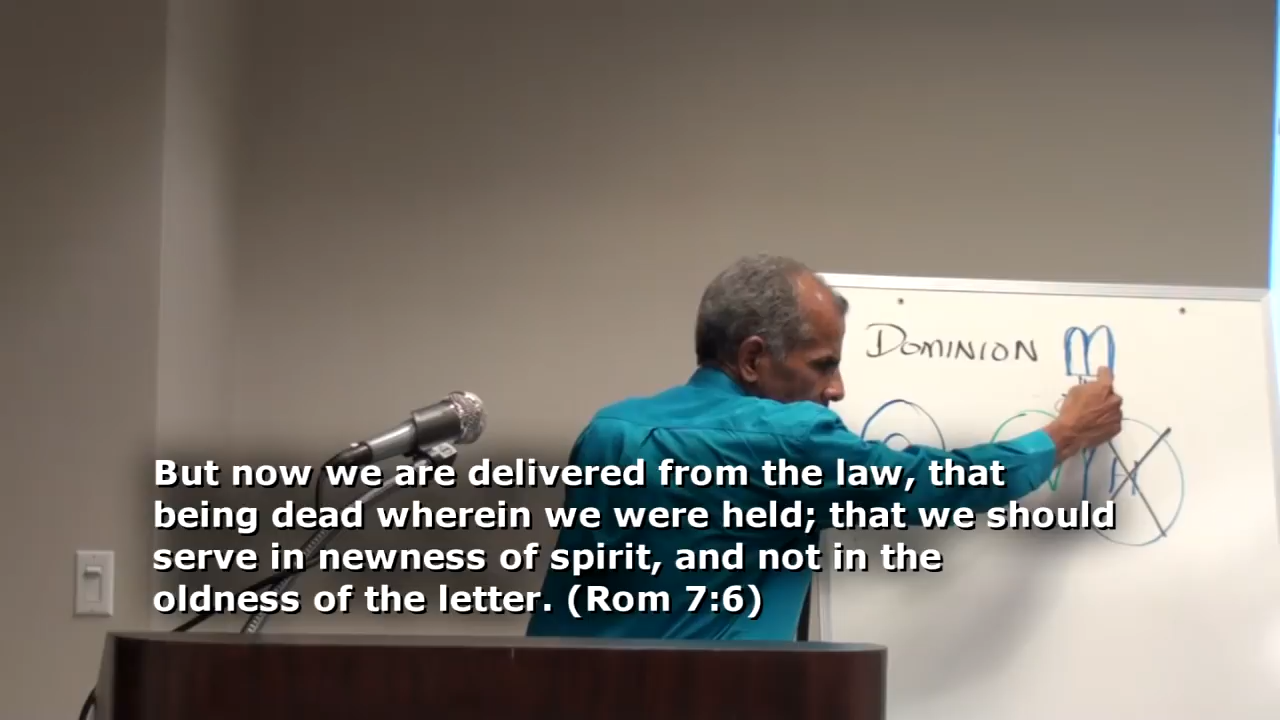 DOMINION
But now we are delivered from the law, that
being dead wherein we were held; that we should
serve in newness of spirit, and not in the
oldness of the letter. (Rom 7:6)